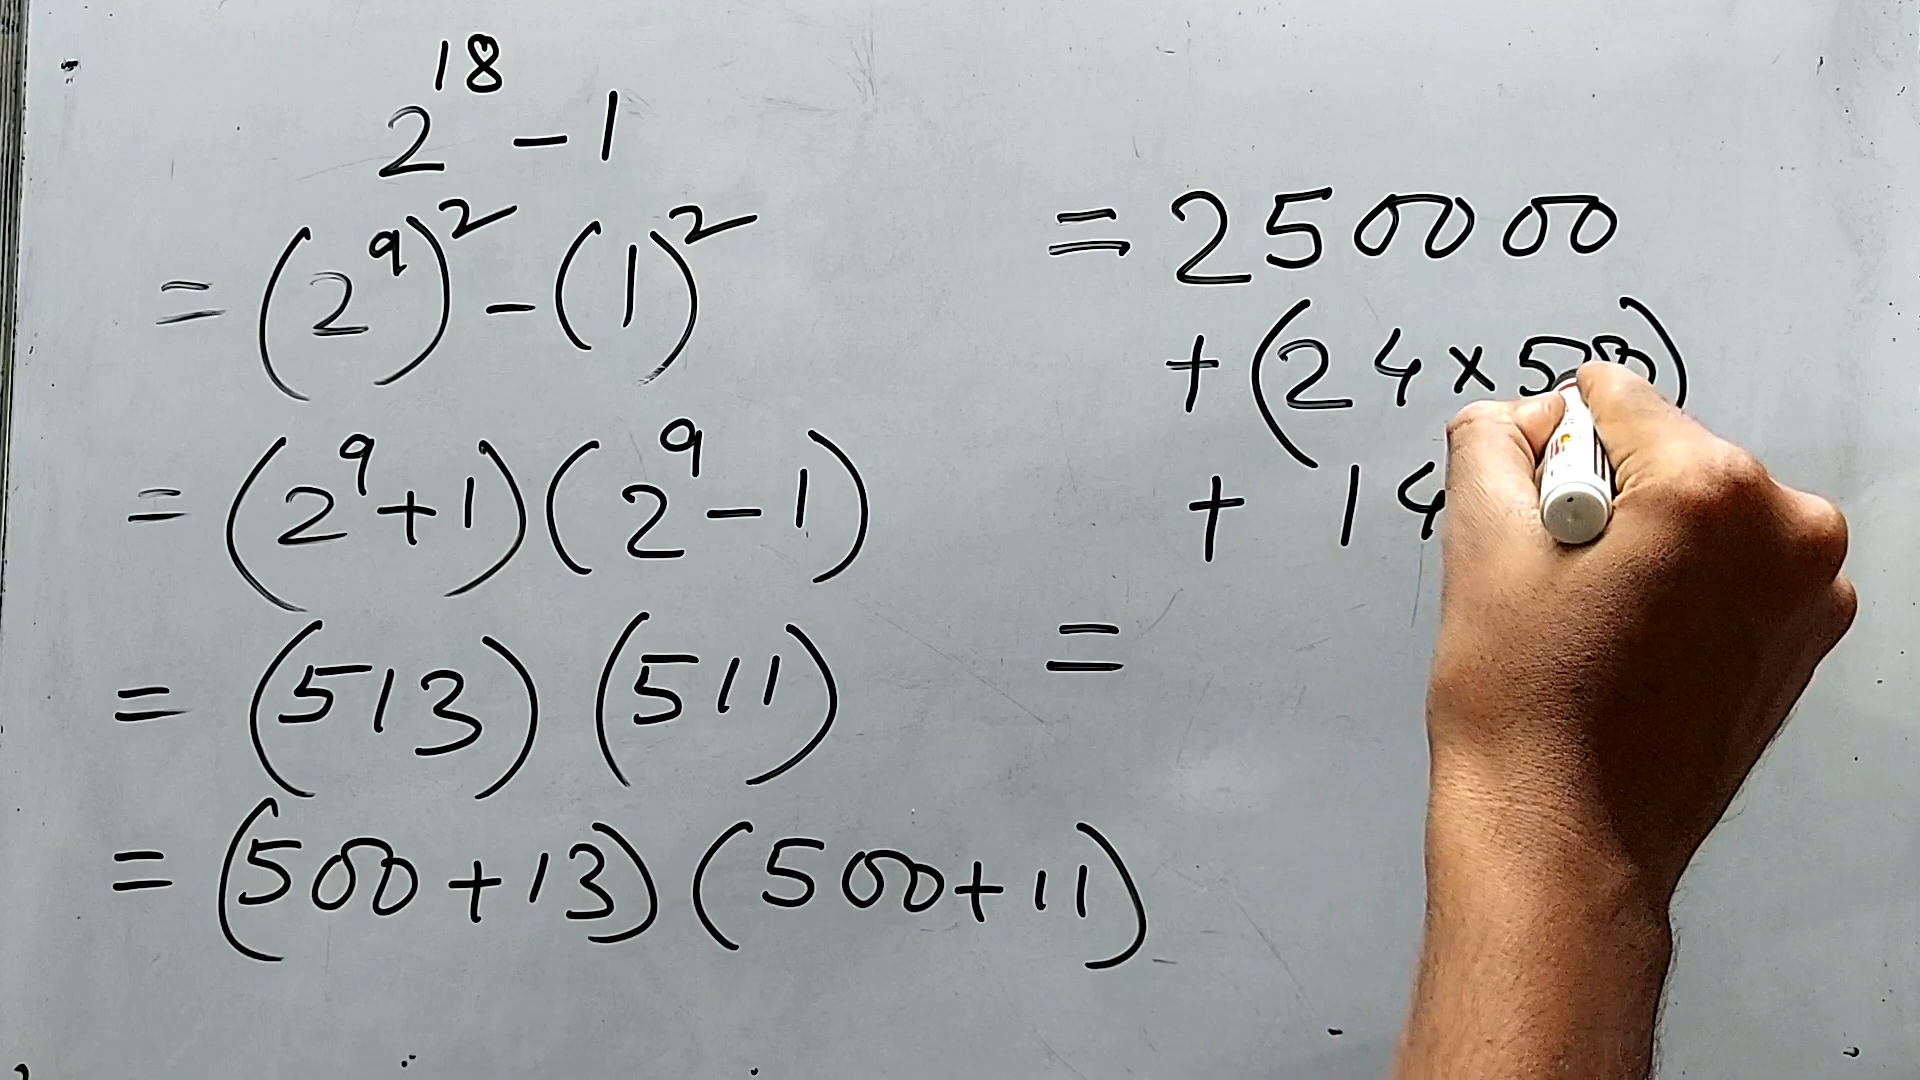 2^18 - 1
= (2^9)^2 - (1)^2
= (2^9 + 1)(2^9 - 1)
= (513)(511)
= (500 + 13)(500 + 11)
= 250000
+ (24 × 500)
+ 14
=